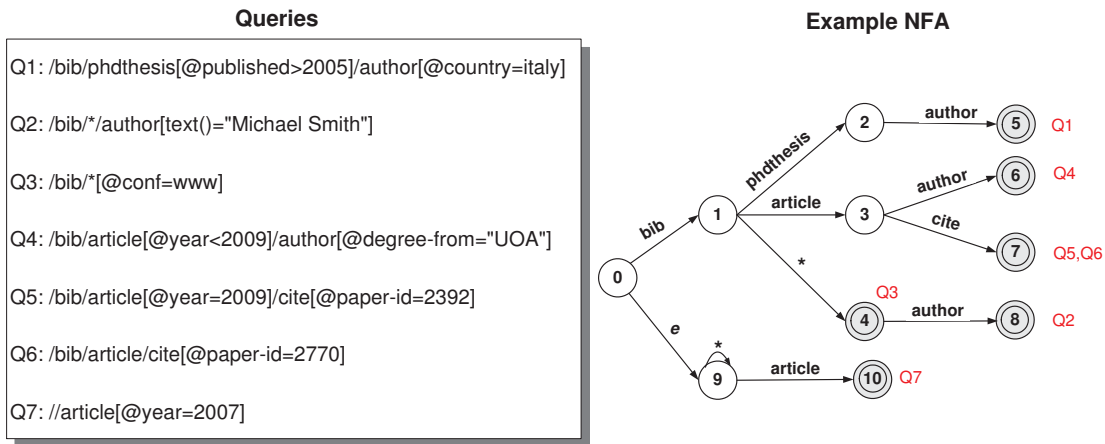 Queries
Q1: /bib/phdthesis[@published>2005]/author[@country=italy]
Q2: /bib/*/author[text()="Michael Smith"]
Q3: /bib/*[@conf=www]
Q4: /bib/article[@year<2009]/author[@degree-from="UOA"]
Q5: /bib/article[@year=2009]/cite[@paper-id=2392]
Q6: /bib/article/cite[@paper-id=2770]
Q7: //article[@year=2007]
Example NFA
0
bib
1
phdthesis
2
author
5
Q1
article
3
author
6
Q4
cite
7
Q5,Q6
*
Q3
4
author
8
Q2
e
*
9
article
10
Q7